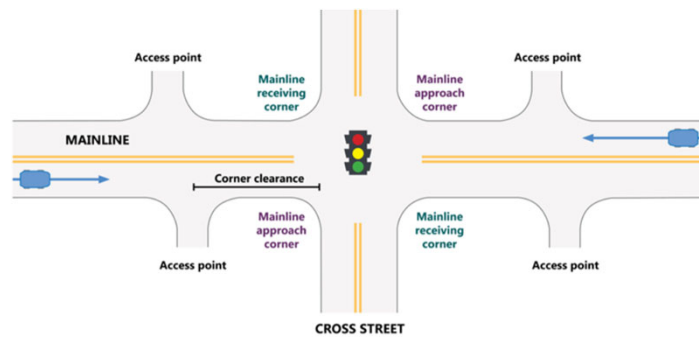 Access point
Access point
Mainline
receiving
corner
Mainline
approach
corner
MAINLINE
Corner clearance
Mainline
approach
corner
Mainline
receiving
corner
Access point
Access point
CROSS STREET